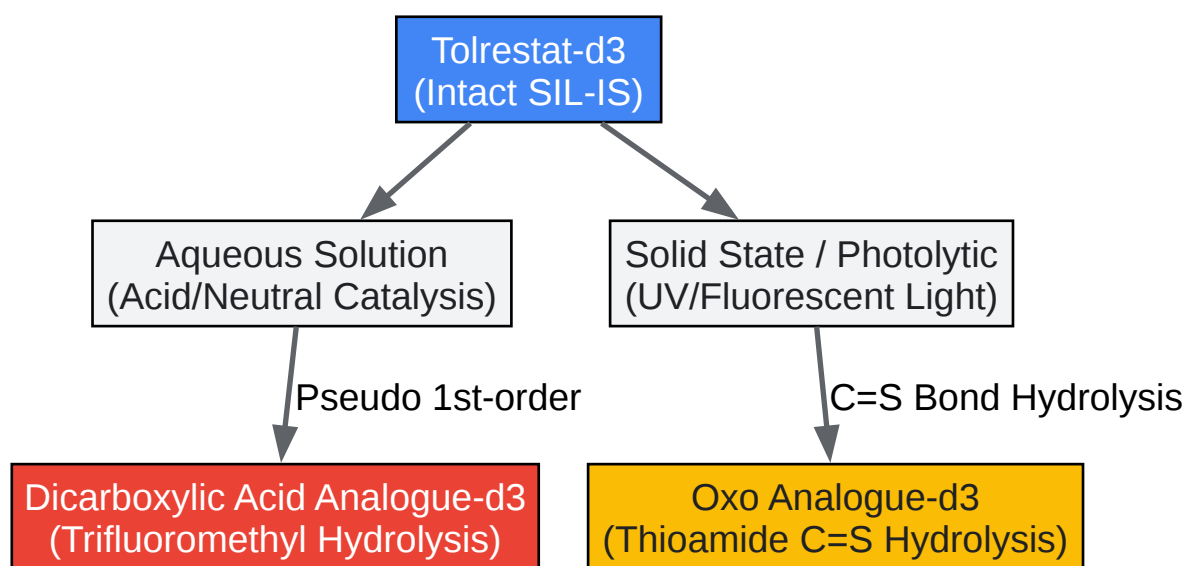 Tolrestat-d3
(Intact SIL-IS)
Aqueous Solution
(Acid/Neutral Catalysis)
Solid State / Photolytic
(UV/Fluorescent Light)
Pseudo 1st-order
C=S Bond Hydrolysis
Dicarboxylic Acid Analogue-d3
(Trifluoromethyl Hydrolysis)
Oxo Analogue-d3
(Thioamide C=S Hydrolysis)